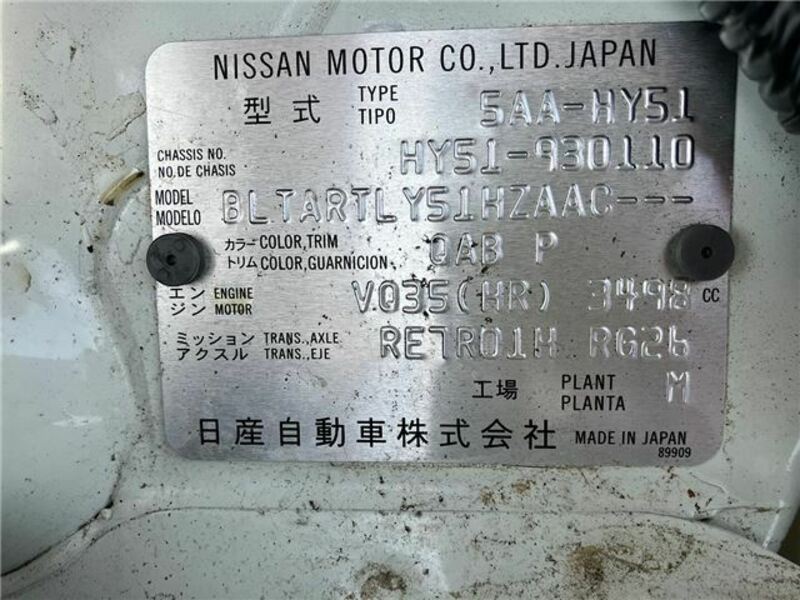 NISSAN MOTOR CO.,LTD.JAPAN
型式 TYPE TIPO 5AA-HY51
CHASSIS NO. NO.DE CHASIS HY51-930110
MODEL MODELO BLTARTLY51HZAAC---
カラー COLOR,TRIM トリム COLOR,GUARNICION QAB P
エンジン ENGINE MOTOR VQ35(HR) 3498 CC
ミッション TRANS.,AXLE アクスル TRANS.,EJE RE7R01H RG26
工場 PLANT PLANTA M
日産自動車株式会社 MADE IN JAPAN
89909